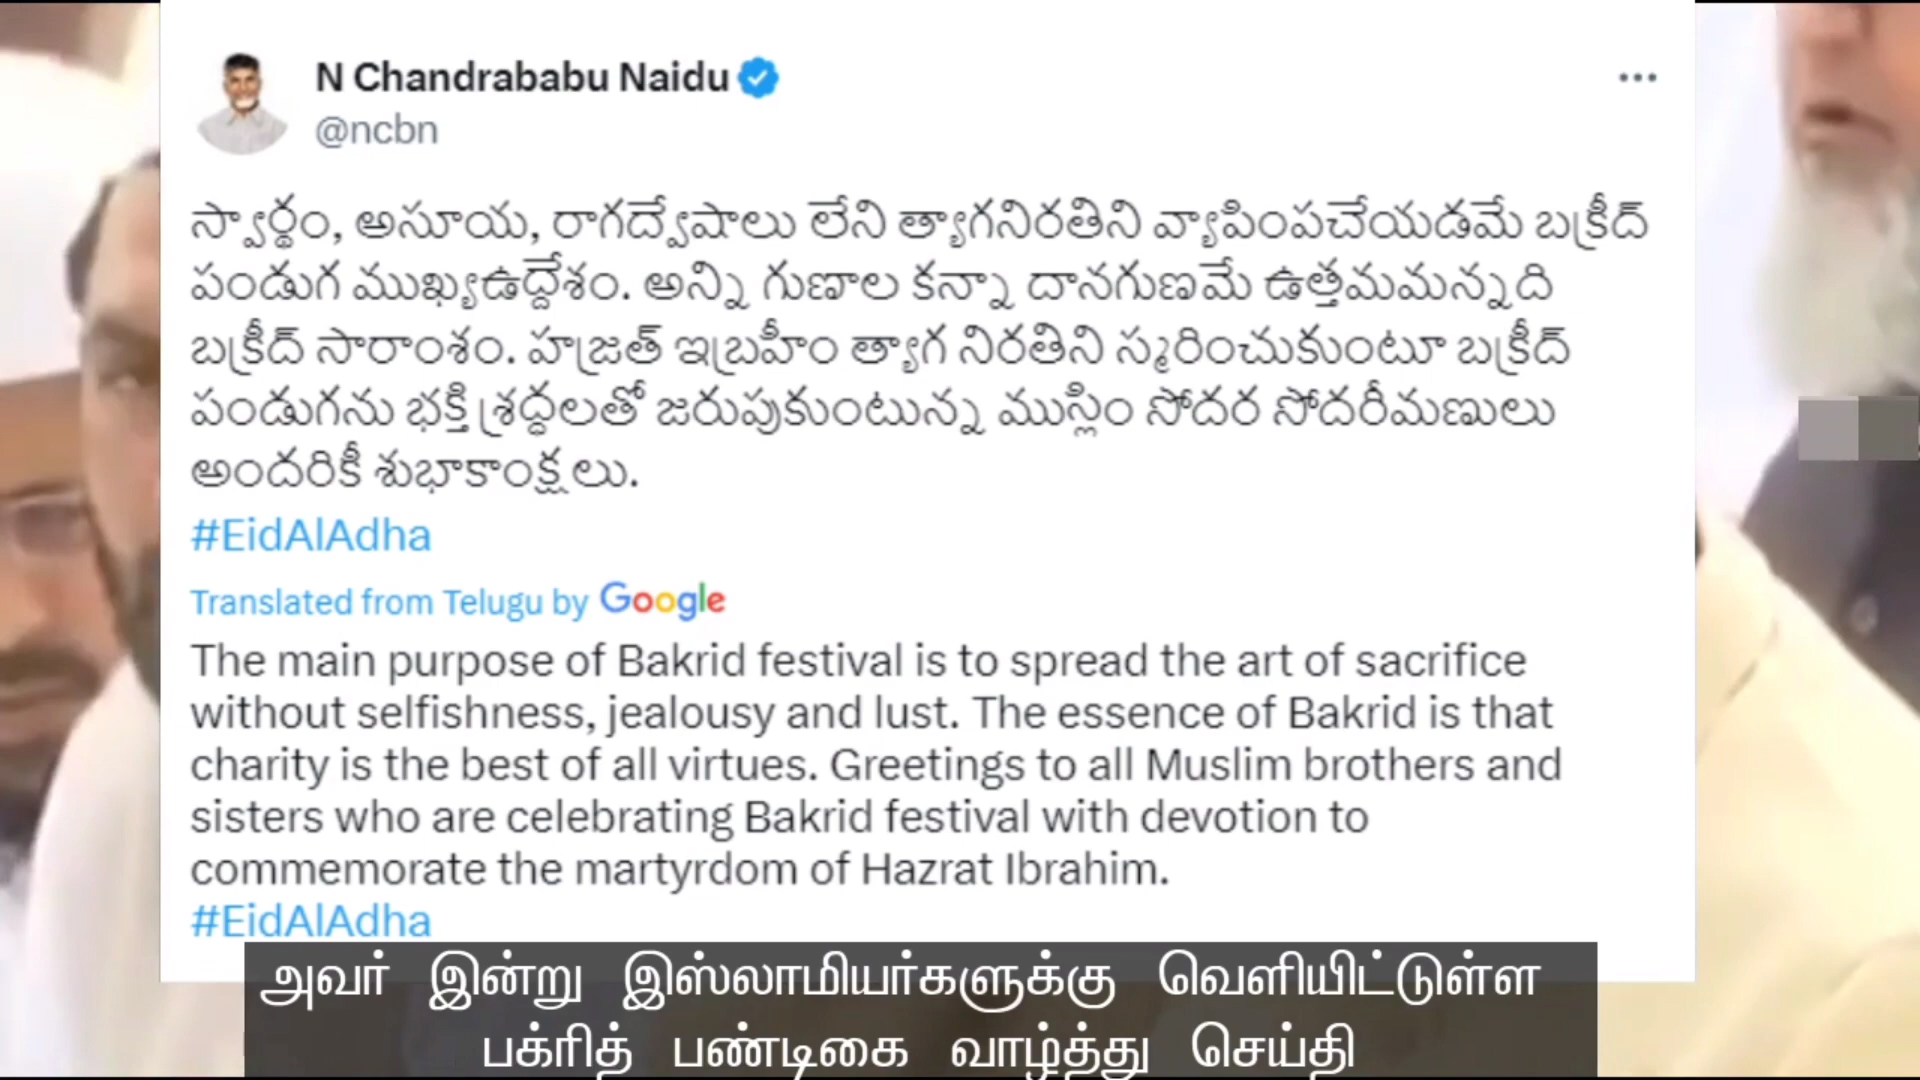 N Chandrababu Naidu
@ncbn
స్వార్థం, అసూయ, రాగద్వేషాలు లేని త్యాగనిరతిని వ్యాపింపచేయడమే బక్రీద్
పండుగ ముఖ్యఉద్దేశం. అన్ని గుణాల కన్నా దానగుణమే ఉత్తమమన్నది
బక్రీద్ సారాంశం. హజ్రత్ ఇబ్రహీం త్యాగ నిరతిని స్మరించుకుంటూ బక్రీద్
పండుగను భక్తి శ్రద్ధలతో జరుపుకుంటున్న ముస్లిం సోదర సోదరీమణులు
అందరికీ శుభాకాంక్షలు.
#EidAlAdha
Translated from Telugu by Google
The main purpose of Bakrid festival is to spread the art of sacrifice
without selfishness, jealousy and lust. The essence of Bakrid is that
charity is the best of all virtues. Greetings to all Muslim brothers and
sisters who are celebrating Bakrid festival with devotion to
commemorate the martyrdom of Hazrat Ibrahim.
#EidAlAdha
அவர் இன்று இஸ்லாமியர்களுக்கு வெளியிட்டுள்ள
பக்ரித் பண்டிகை வாழ்த்து செய்தி